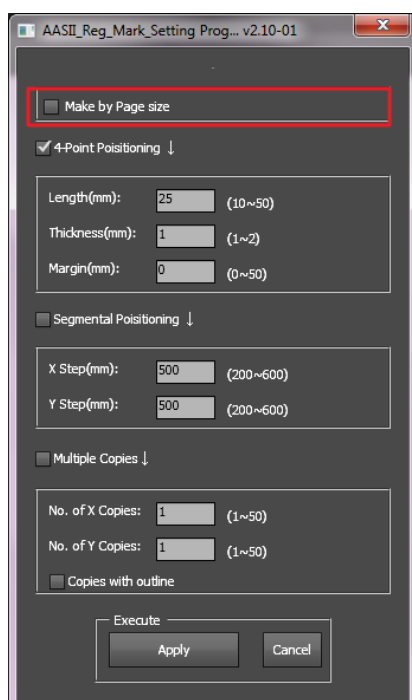 AASII_Reg_Mark_Setting Prog... v2.10-01
Make by Page size
4-Point Poisitioning ↓
Length(mm): 25 (10~50)
Thickness(mm): 1 (1~2)
Margin(mm): 0 (0~50)
Segmental Poisitioning ↓
X Step(mm): 500 (200~600)
Y Step(mm): 500 (200~600)
Multiple Copies ↓
No. of X Copies: 1 (1~50)
No. of Y Copies: 1 (1~50)
Copies with outline
Execute
Apply Cancel